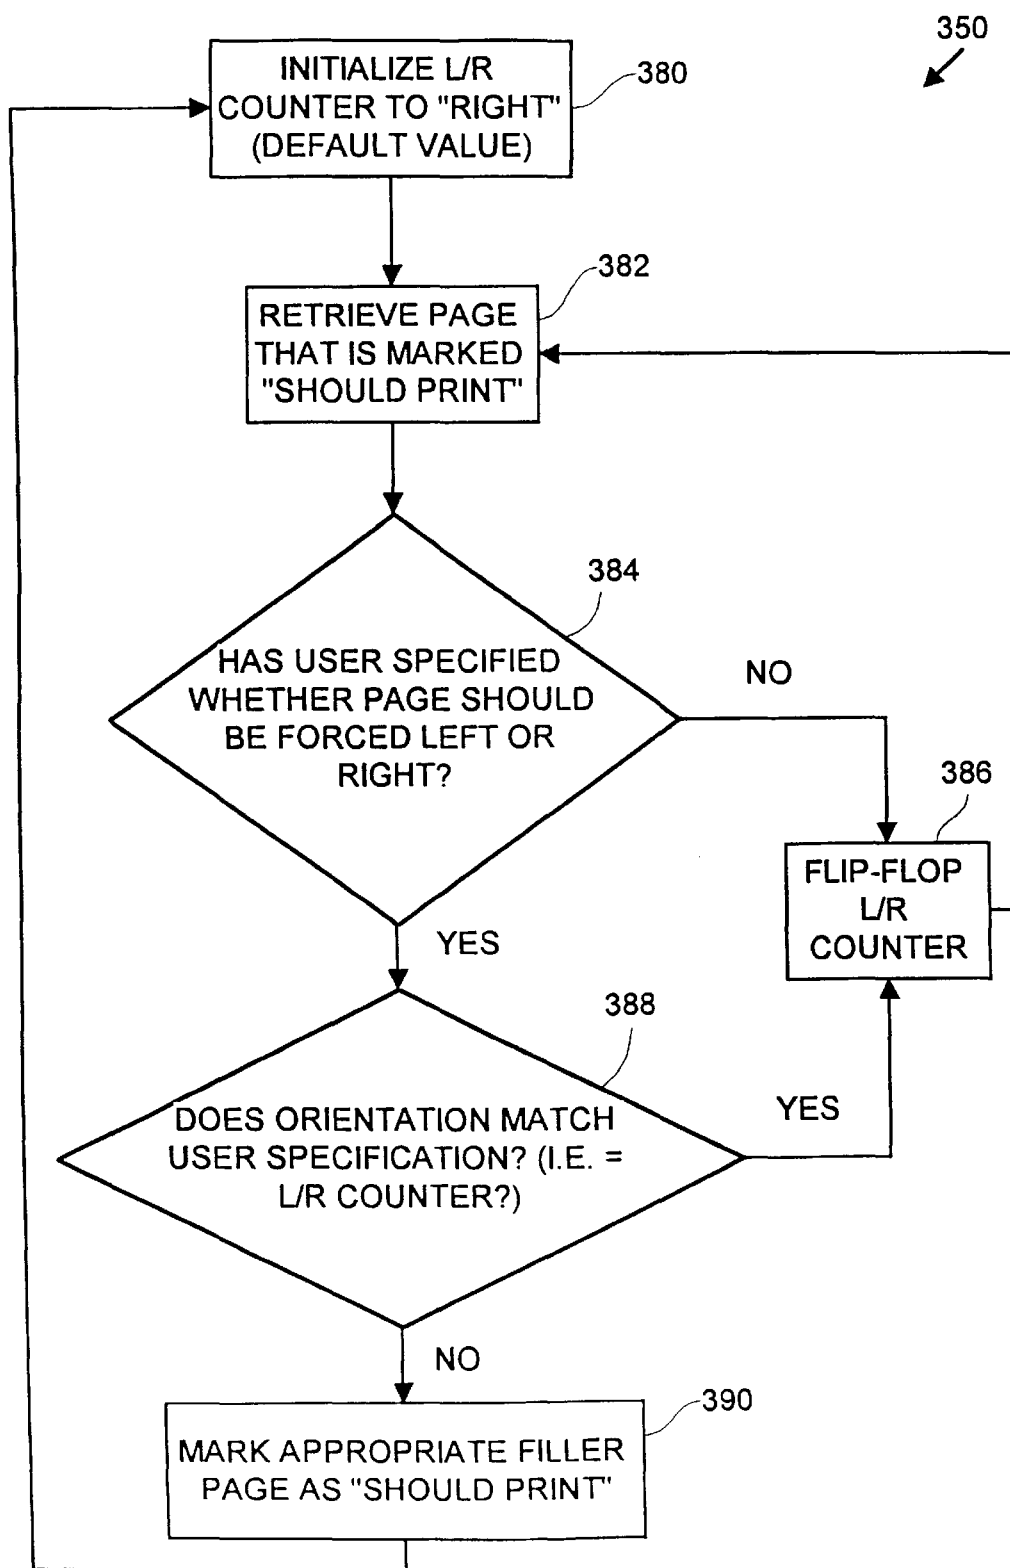 350
INITIALIZE L/R
COUNTER TO "RIGHT"
(DEFAULT VALUE)
380
382
RETRIEVE PAGE
THAT IS MARKED
"SHOULD PRINT"
384
HAS USER SPECIFIED
WHETHER PAGE SHOULD
BE FORCED LEFT OR
RIGHT?
NO
386
FLIP-FLOP
L/R
COUNTER
YES
388
DOES ORIENTATION MATCH
USER SPECIFICATION? (I.E. =
L/R COUNTER?)
YES
NO
390
MARK APPROPRIATE FILLER
PAGE AS "SHOULD PRINT"